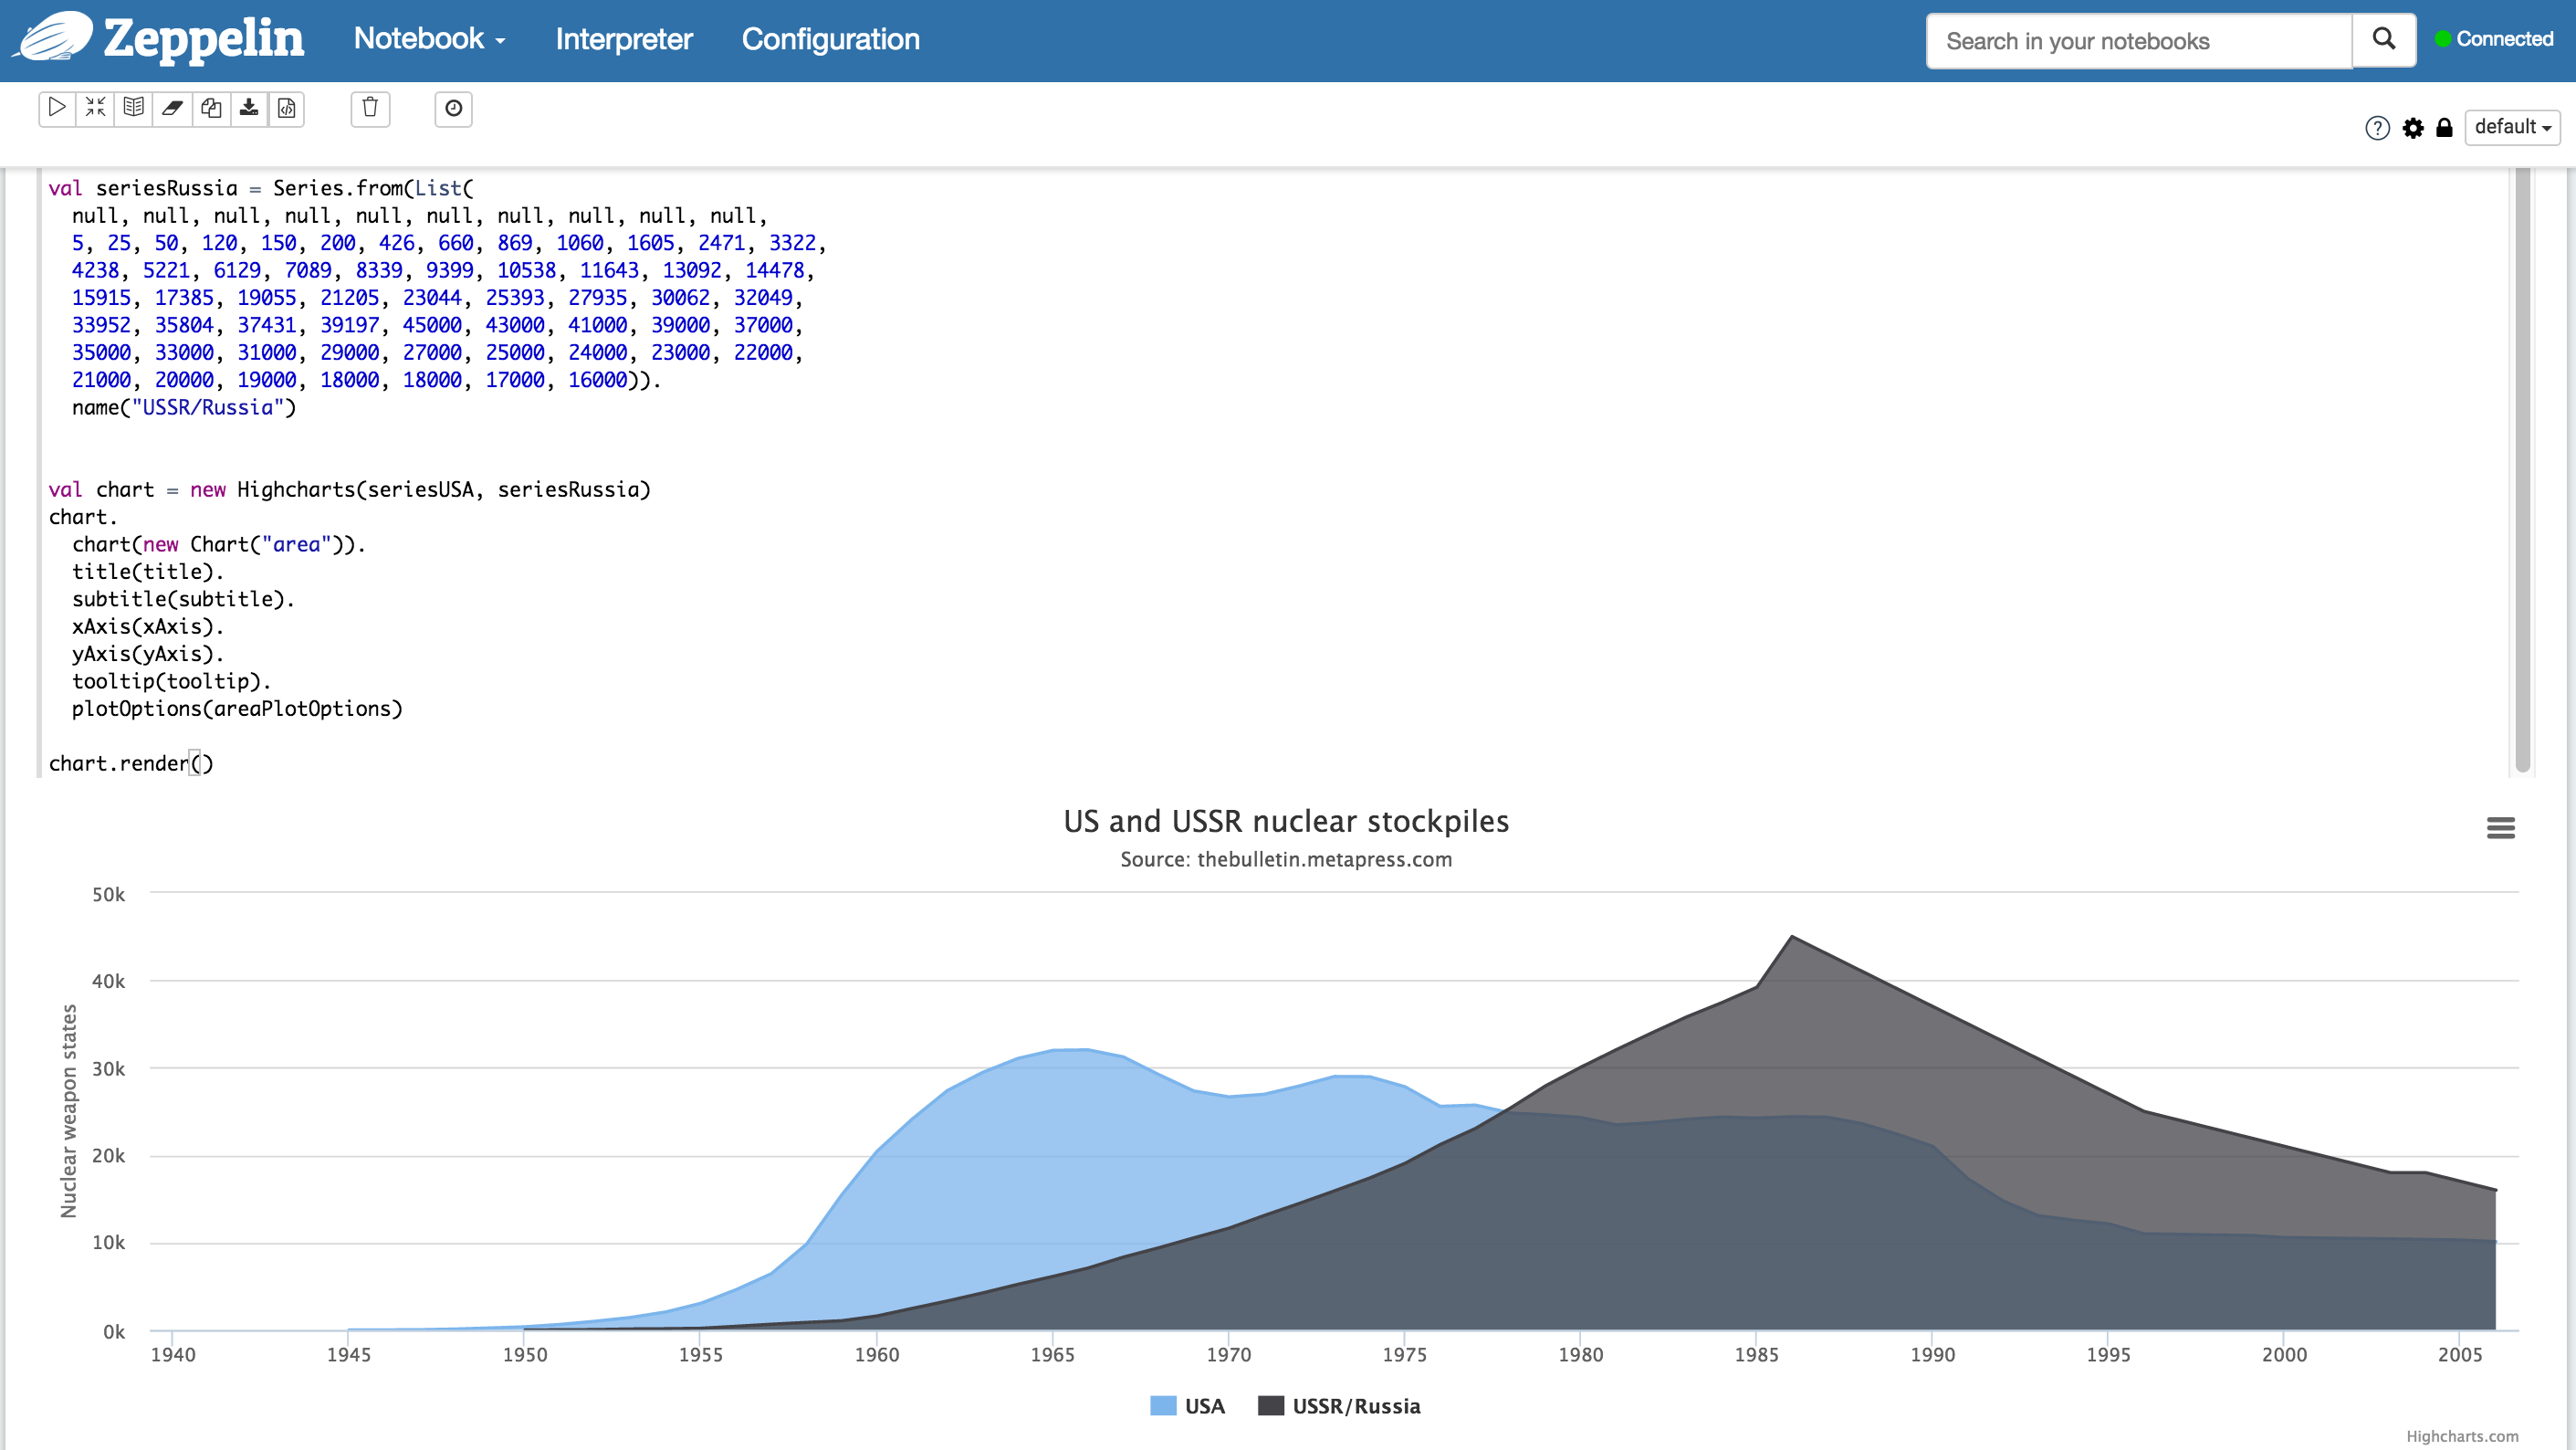 Zeppelin Notebook Interpreter Configuration Search in your notebooks Connected
default
val seriesRussia = Series.from(List(
null, null, null, null, null, null, null, null, null, null,
5, 25, 50, 120, 150, 200, 426, 660, 869, 1060, 1605, 2471, 3322,
4238, 5221, 6129, 7089, 8339, 9399, 10538, 11643, 13092, 14478,
15915, 17385, 19055, 21205, 23044, 25393, 27935, 30062, 32049,
33952, 35804, 37431, 39197, 45000, 43000, 41000, 39000, 37000,
35000, 33000, 31000, 29000, 27000, 25000, 24000, 23000, 22000,
21000, 20000, 19000, 18000, 18000, 17000, 16000)).
name("USSR/Russia")
val chart = new Highcharts(seriesUSA, seriesRussia)
chart.
chart(new Chart("area")).
title(title).
subtitle(subtitle).
xAxis(xAxis).
yAxis(yAxis).
tooltip(tooltip).
plotOptions(areaPlotOptions)
chart.render()
US and USSR nuclear stockpiles
Source: thebulletin.metapress.com
Nuclear weapon states
50k
40k
30k
20k
10k
0k
1940 1945 1950 1955 1960 1965 1970 1975 1980 1985 1990 1995 2000 2005
USA USSR/Russia
Highcharts.com